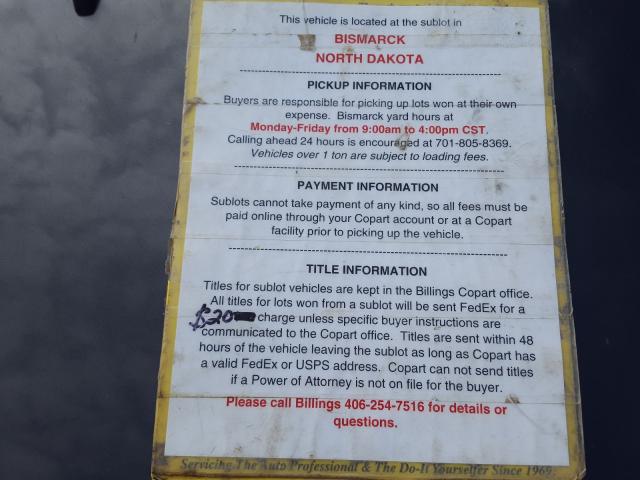 This vehicle is located at the sublot in
BISMARCK
NORTH DAKOTA
PICKUP INFORMATION
Buyers are responsible for picking up lots won at their own
expense. Bismarck yard hours at
Monday-Friday from 9:00am to 4:00pm CST.
Calling ahead 24 hours is encouraged at 701-805-8369.
Vehicles over 1 ton are subject to loading fees.
PAYMENT INFORMATION
Sublots cannot take payment of any kind, so all fees must be
paid online through your Copart account or at a Copart
facility prior to picking up the vehicle.
TITLE INFORMATION
Titles for sublot vehicles are kept in the Billings Copart office.
All titles for lots won from a sublot will be sent FedEx for a
$20 charge unless specific buyer instructions are
communicated to the Copart office. Titles are sent within 48
hours of the vehicle leaving the sublot as long as Copart has
a valid FedEx or USPS address. Copart can not send titles
if a Power of Attorney is not on file for the buyer.
Please call Billings 406-254-7516 for details or
questions.
Servicing The Auto Professional & The Do-It Yourselfer Since 1969.